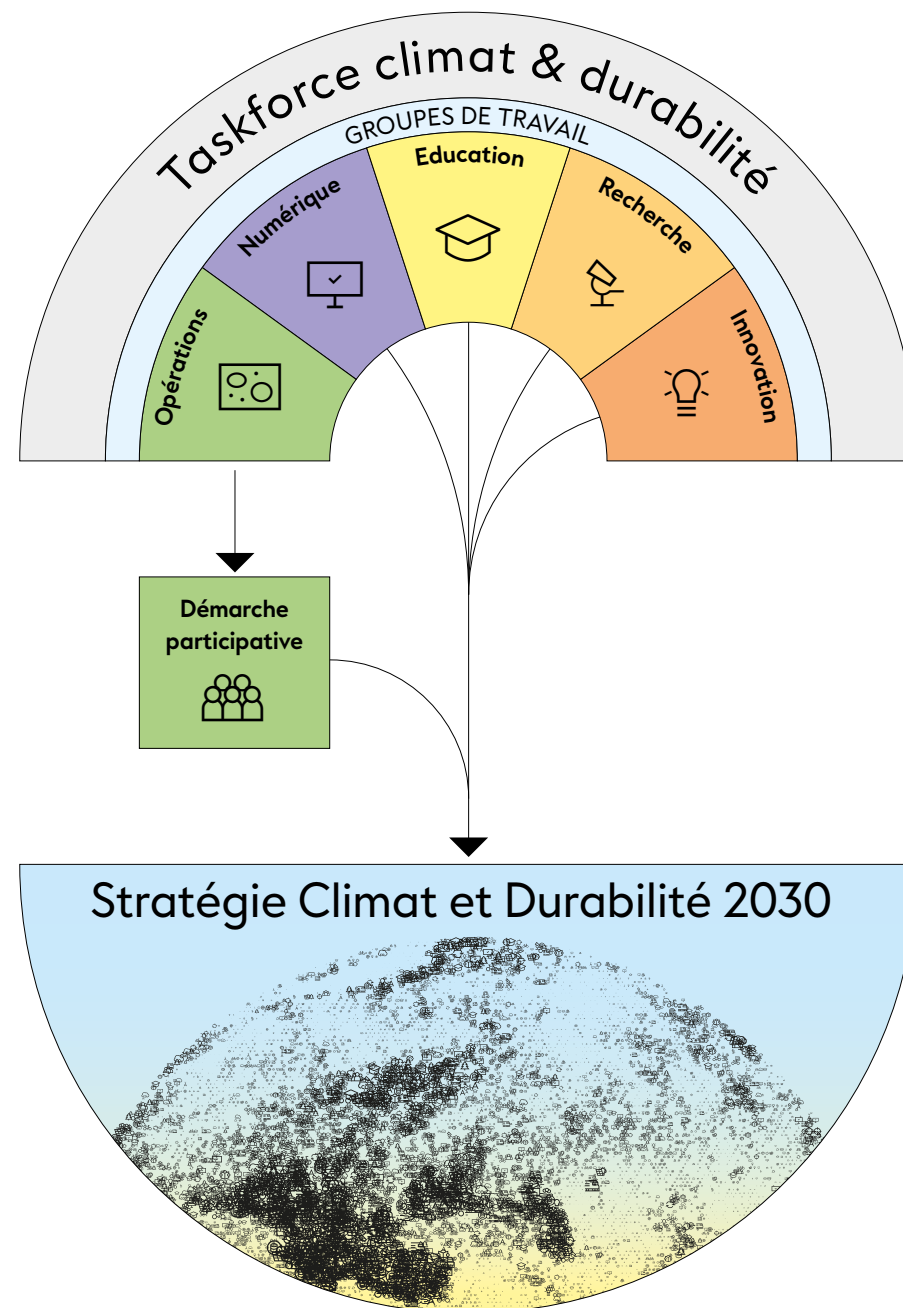 Taskforce climat & durabilité
GROUPES DE TRAVAIL
Opérations
Numérique
Education
Recherche
Innovation
Démarche
participative
Stratégie Climat et Durabilité 2030